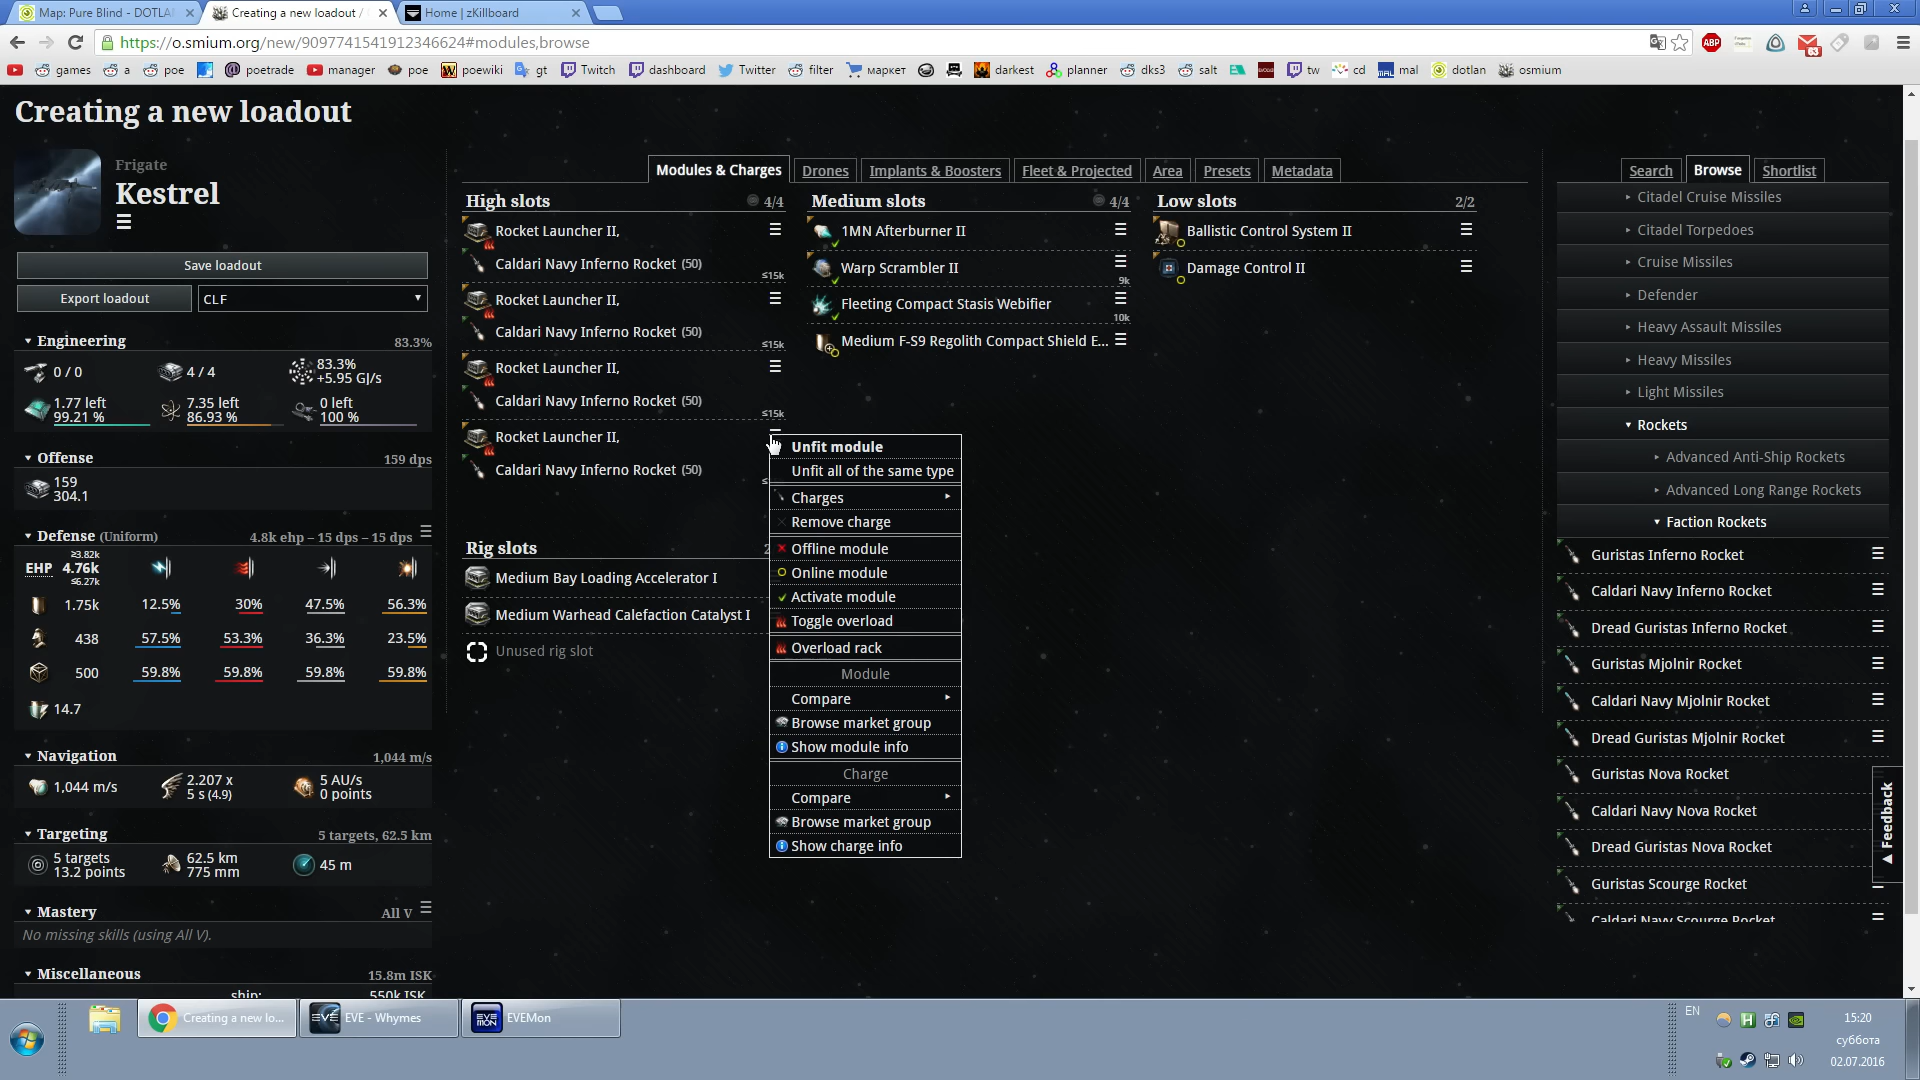 Map: Pure Blind - DOTLA
Creating a new loadout /
Home | zKillboard
https://o.smium.org/new/9097741541912346624#modules,browse
ABP
games
a
poe
poetrade
manager
poe
poewiki
gt
Twitch
dashboard
Twitter
filter
маркет
darkest
planner
dks3
salt
tw
cd
mal
dotlan
osmium
Creating a new loadout
Frigate
Kestrel
Save loadout
Export loadout
CLF
Engineering 83.3%
0 / 0
4 / 4
83.3%
+5.95 GJ/s
1.77 left
99.21 %
7.35 left
86.93 %
0 left
100 %
Offense 159 dps
159
304.1
Defense (Uniform) 4.8k ehp – 15 dps – 15 dps
≥3.82k
EHP 4.76k
≤6.27k
1.75k 12.5% 30% 47.5% 56.3%
438 57.5% 53.3% 36.3% 23.5%
500 59.8% 59.8% 59.8% 59.8%
14.7
Navigation 1,044 m/s
1,044 m/s
2.207 x
5 s (4.9)
5 AU/s
0 points
Targeting 5 targets, 62.5 km
5 targets
13.2 points
62.5 km
775 mm
45 m
Mastery All V
No missing skills (using All V).
Miscellaneous 15.8m ISK
ship: 550k ISK
Modules & Charges
Drones
Implants & Boosters
Fleet & Projected
Area
Presets
Metadata
High slots 4/4
Rocket Launcher II,
Caldari Navy Inferno Rocket (50)
≤15k
Rocket Launcher II,
Caldari Navy Inferno Rocket (50)
≤15k
Rocket Launcher II,
Caldari Navy Inferno Rocket (50)
≤15k
Rocket Launcher II,
Caldari Navy Inferno Rocket (50)
Rig slots
Medium Bay Loading Accelerator I
Medium Warhead Calefaction Catalyst I
Unused rig slot
Medium slots 4/4
1MN Afterburner II
Warp Scrambler II
9k
Fleeting Compact Stasis Webifier
10k
Medium F-S9 Regolith Compact Shield E...
Low slots 2/2
Ballistic Control System II
Damage Control II
Unfit module
Unfit all of the same type
Charges
Remove charge
Offline module
Online module
Activate module
Toggle overload
Overload rack
Module
Compare
Browse market group
Show module info
Charge
Compare
Browse market group
Show charge info
Search
Browse
Shortlist
Citadel Cruise Missiles
Citadel Torpedoes
Cruise Missiles
Defender
Heavy Assault Missiles
Heavy Missiles
Light Missiles
Rockets
Advanced Anti-Ship Rockets
Advanced Long Range Rockets
Faction Rockets
Guristas Inferno Rocket
Caldari Navy Inferno Rocket
Dread Guristas Inferno Rocket
Guristas Mjolnir Rocket
Caldari Navy Mjolnir Rocket
Dread Guristas Mjolnir Rocket
Guristas Nova Rocket
Caldari Navy Nova Rocket
Dread Guristas Nova Rocket
Guristas Scourge Rocket
Caldari Navy Scourge Rocket
Feedback
Creating a new lo...
EVE - Whymes
EVEMon
EN
15:20
суббота
02.07.2016